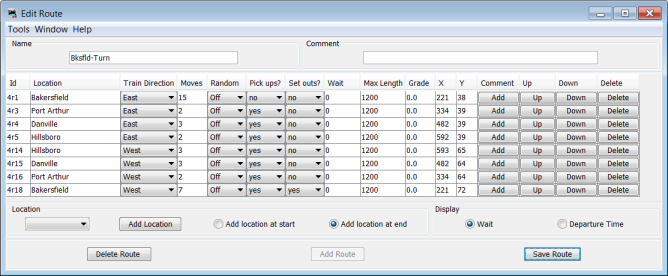 Edit Route
Tools Window Help
Name Comment
Bksfld-Turn
Id Location Train Direction Moves Random Pick ups? Set outs? Wait Max Length Grade X Y Comment Up Down Delete
4r1 Bakersfield East 15 Off no no 0 1200 0.0 221 38 Add Up Down Delete
4r3 Port Arthur East 2 Off yes no 0 1200 0.0 334 39 Add Up Down Delete
4r4 Danville East 3 Off yes no 0 1200 0.0 482 39 Add Up Down Delete
4r5 Hillsboro East 2 Off yes no 0 1200 0.0 592 39 Add Up Down Delete
4r14 Hillsboro West 3 Off yes no 0 1200 0.0 593 65 Add Up Down Delete
4r15 Danville West 3 Off yes no 0 1200 0.0 482 64 Add Up Down Delete
4r16 Port Arthur West 2 Off yes no 0 1200 0.0 334 64 Add Up Down Delete
4r18 Bakersfield West 7 Off yes yes 0 1200 0.0 221 72 Add Up Down Delete
Location Display
Add Location Add location at start Add location at end Wait Departure Time
Delete Route Add Route Save Route